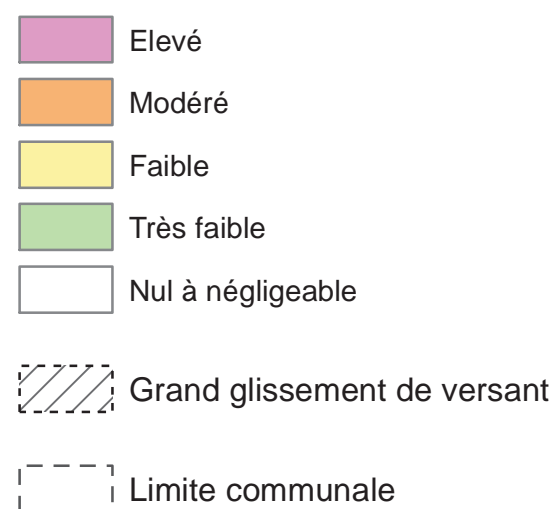 Elevé
Modéré
Faible
Très faible
Nul à négligeable
Grand glissement de versant
Limite communale